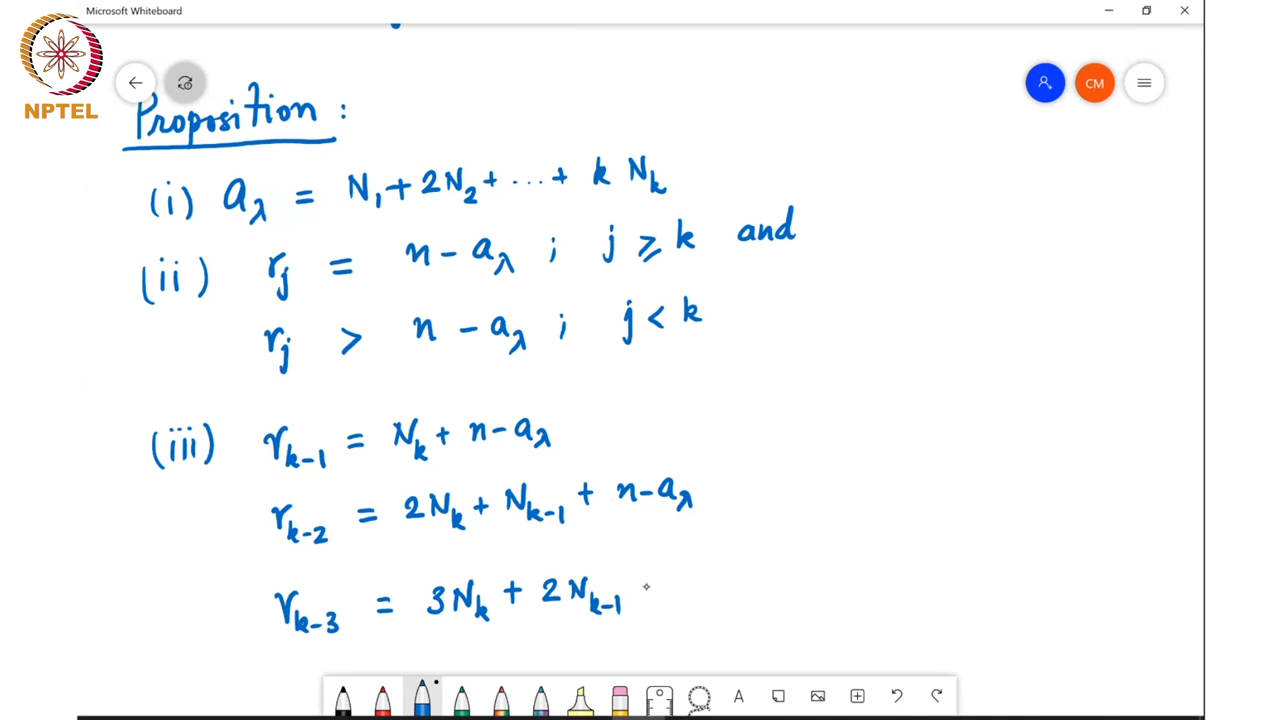 Microsoft Whiteboard
NPTEL
CM
Proposition :
(i) a_λ = N_1 + 2N_2 + ... + k N_k
(ii) r_j = n - a_λ ; j ≥ k and
r_j > n - a_λ ; j < k
(iii) r_{k-1} = N_k + n - a_λ
r_{k-2} = 2N_k + N_{k-1} + n - a_λ
r_{k-3} = 3N_k + 2N_{k-1}
A